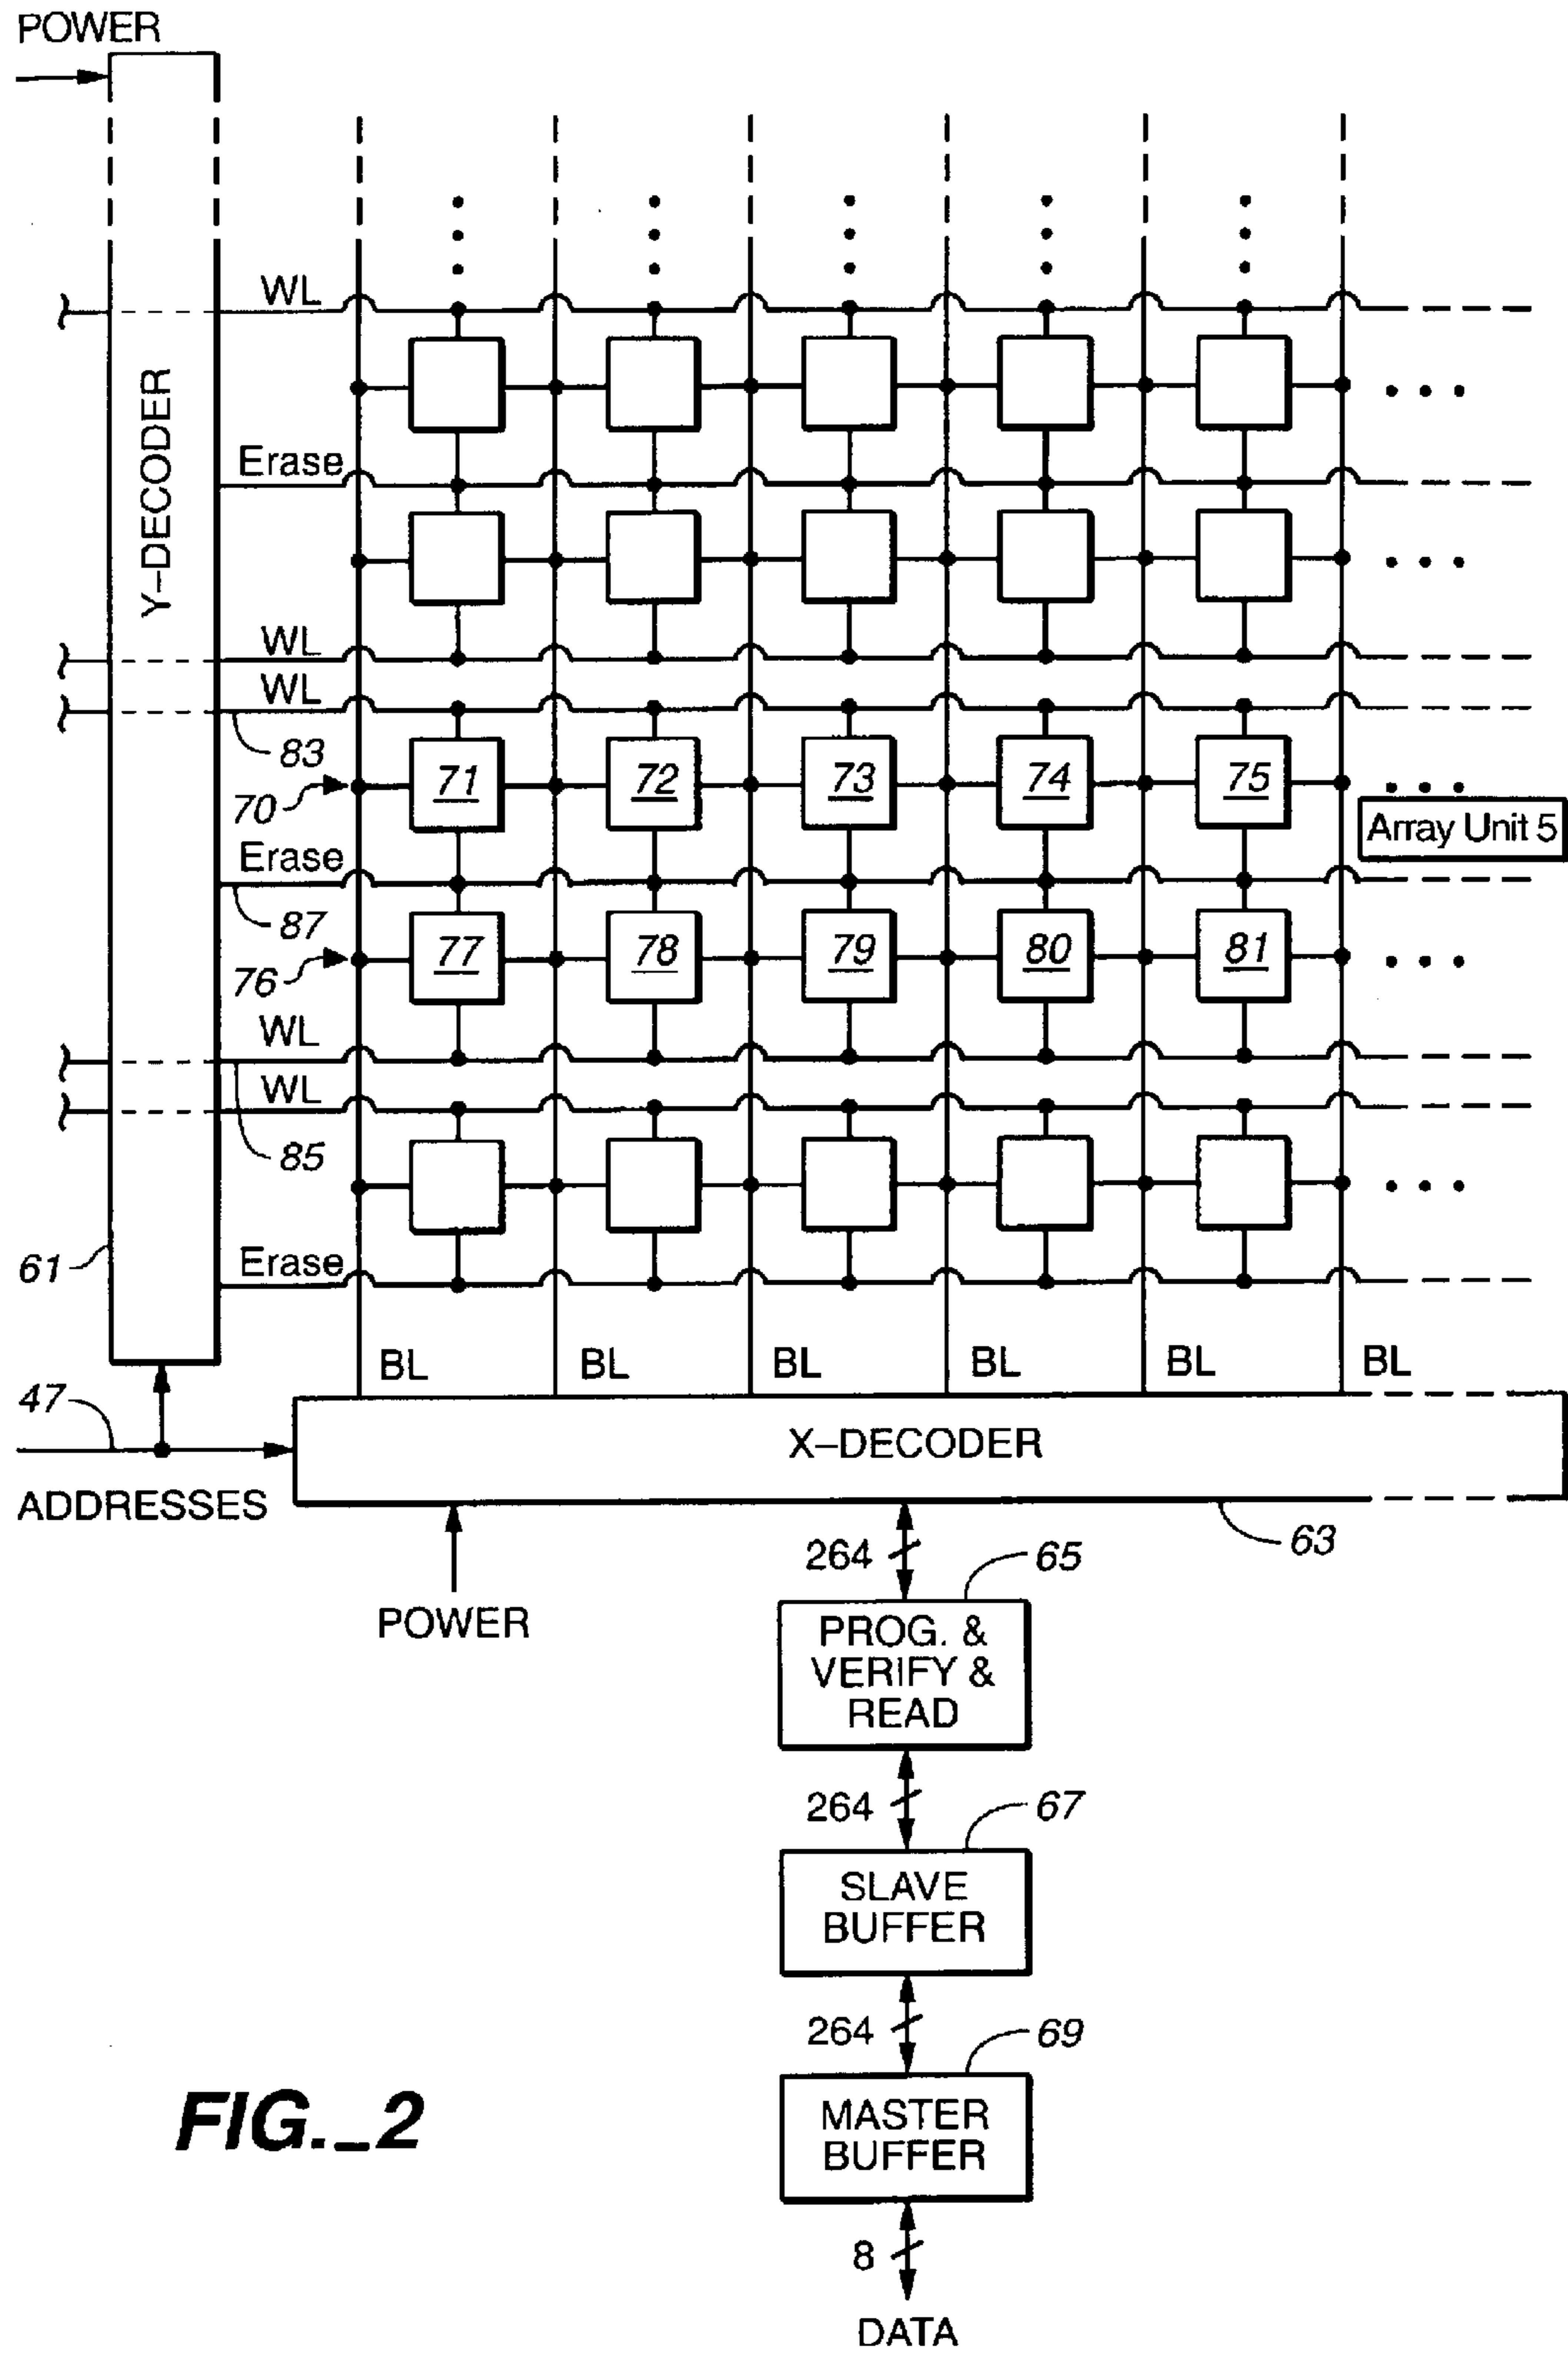 POWER
WL
Y-DECODER
Erase
WL
WL
83
70
71 72 73 74 75
Array Unit 5
Erase
87
76
77 78 79 80 81
WL
WL
85
61
Erase
BL BL BL BL BL BL
47
X-DECODER
ADDRESSES
63
POWER
264
65
PROG. &
VERIFY &
READ
264
67
SLAVE
BUFFER
264
69
MASTER
BUFFER
8
DATA
FIG._2